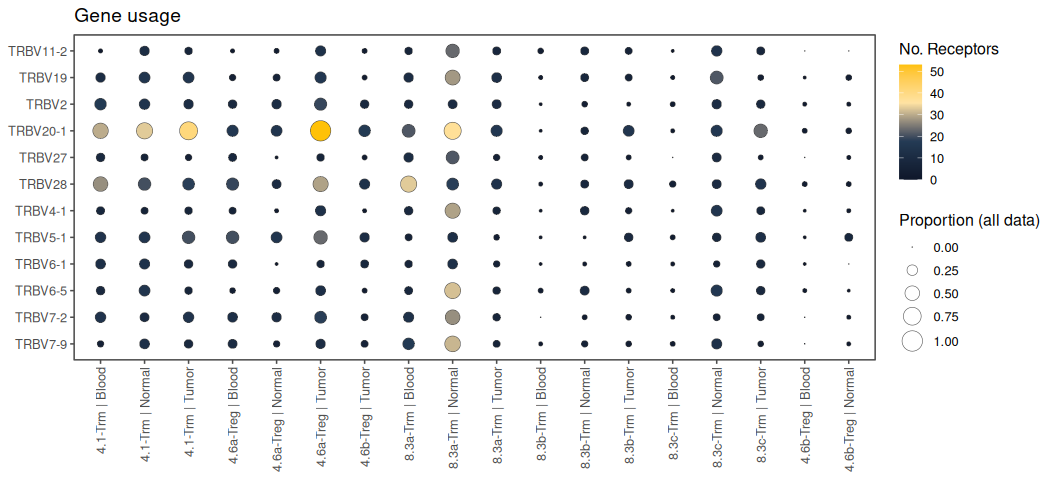 Gene usage
TRBV11-2
TRBV19
TRBV2
TRBV20-1
TRBV27
TRBV28
TRBV4-1
TRBV5-1
TRBV6-1
TRBV6-5
TRBV7-2
TRBV7-9
4.1-Trm | Blood
4.1-Trm | Normal
4.1-Trm | Tumor
4.6a-Treg | Blood
4.6a-Treg | Normal
4.6a-Treg | Tumor
4.6b-Treg | Tumor
8.3a-Trm | Blood
8.3a-Trm | Normal
8.3a-Trm | Tumor
8.3b-Trm | Blood
8.3b-Trm | Normal
8.3b-Trm | Tumor
8.3c-Trm | Blood
8.3c-Trm | Normal
8.3c-Trm | Tumor
4.6b-Treg | Blood
4.6b-Treg | Normal
No. Receptors
50
40
30
20
10
0
Proportion (all data)
0.00
0.25
0.50
0.75
1.00